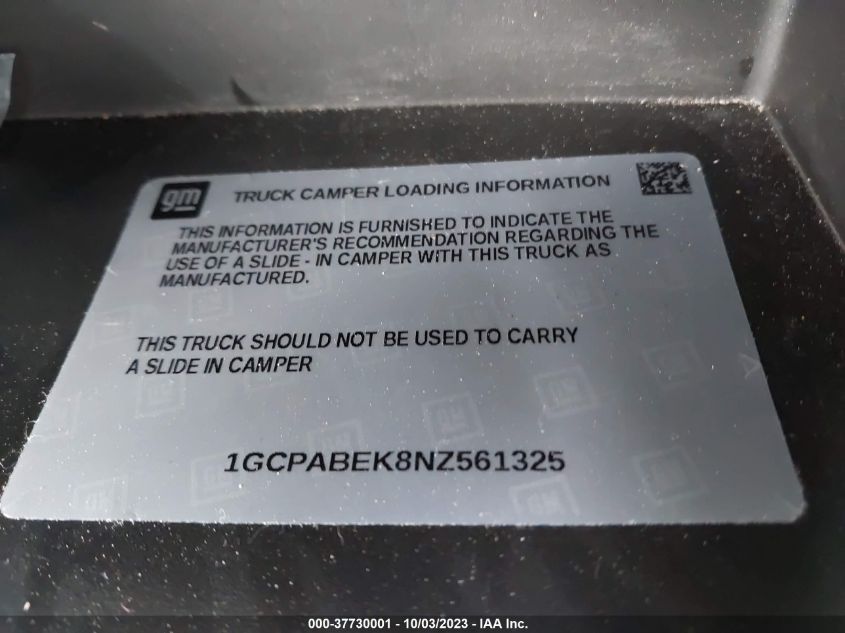 gm
TRUCK CAMPER LOADING INFORMATION
THIS INFORMATION IS FURNISHED TO INDICATE THE
MANUFACTURER'S RECOMMENDATION REGARDING THE
USE OF A SLIDE - IN CAMPER WITH THIS TRUCK AS
MANUFACTURED.
THIS TRUCK SHOULD NOT BE USED TO CARRY
A SLIDE IN CAMPER
1GCPABEK8NZ561325
000-37730001 - 10/03/2023 - IAA Inc.